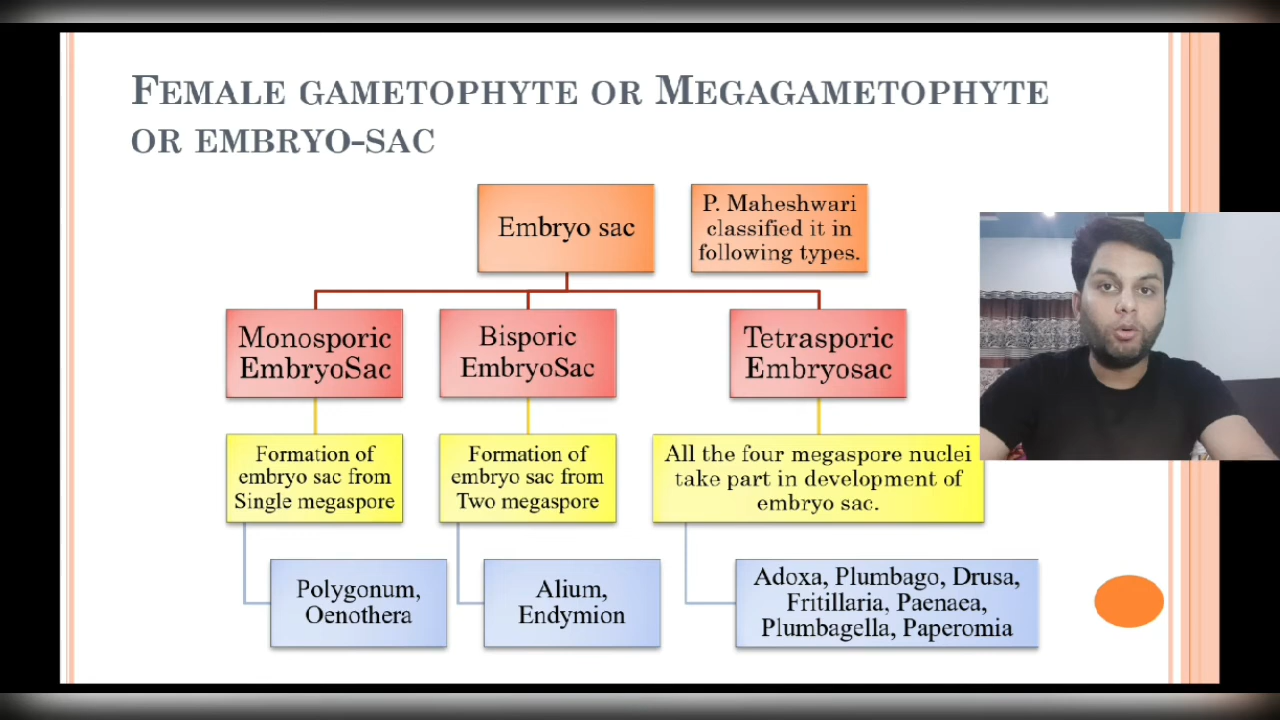 FEMALE GAMETOPHYTE OR MEGAGAMETOPHYTE
OR EMBRYO-SAC
Embryo sac
P. Maheshwari
classified it in
following types.
Monosporic
EmbryoSac
Bisporic
EmbryoSac
Tetrasporic
Embryosac
Formation of
embryo sac from
Single megaspore
Formation of
embryo sac from
Two megaspore
All the four megaspore nuclei
take part in development of
embryo sac.
Polygonum,
Oenothera
Alium,
Endymion
Adoxa, Plumbago, Drusa,
Fritillaria, Paenaea,
Plumbagella, Paperomia